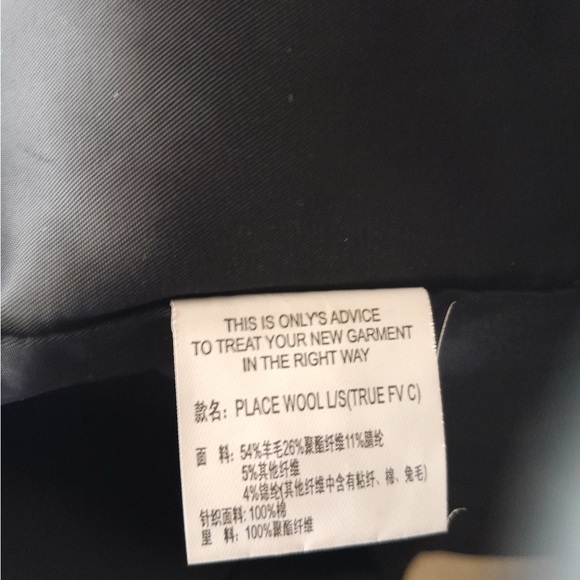 THIS IS ONLY'S ADVICE
TO TREAT YOUR NEW GARMENT
IN THE RIGHT WAY
款名：PLACE WOOL L/S(TRUE FV C)
面 料：54%羊毛26%聚酯纤维11%腈纶
5%其他纤维
4%锦纶(其他纤维中含有粘纤、棉、兔毛)
针织面料：100%棉
里 料：100%聚酯纤维